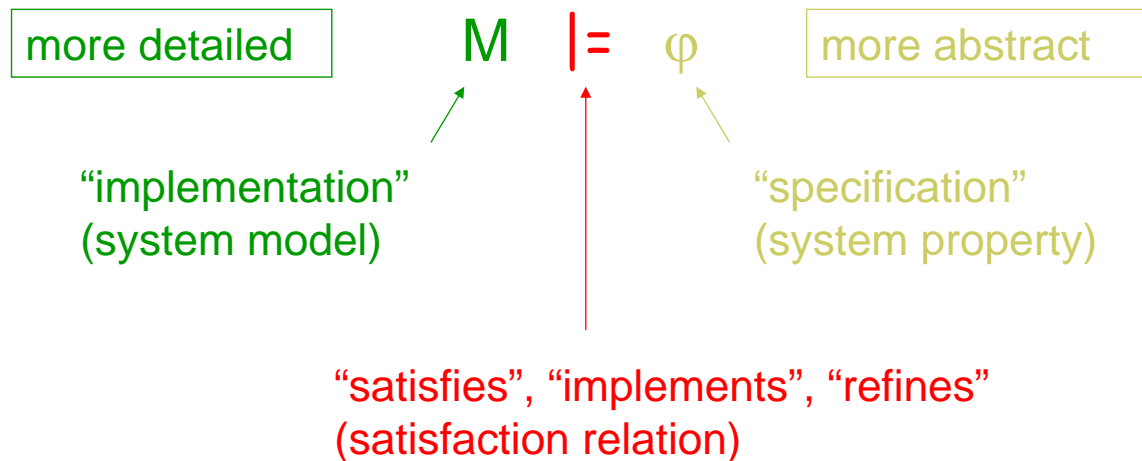 more detailed M |= φ more abstract
“implementation” “specification”
(system model) (system property)
“satisfies”, “implements”, “refines”
(satisfaction relation)